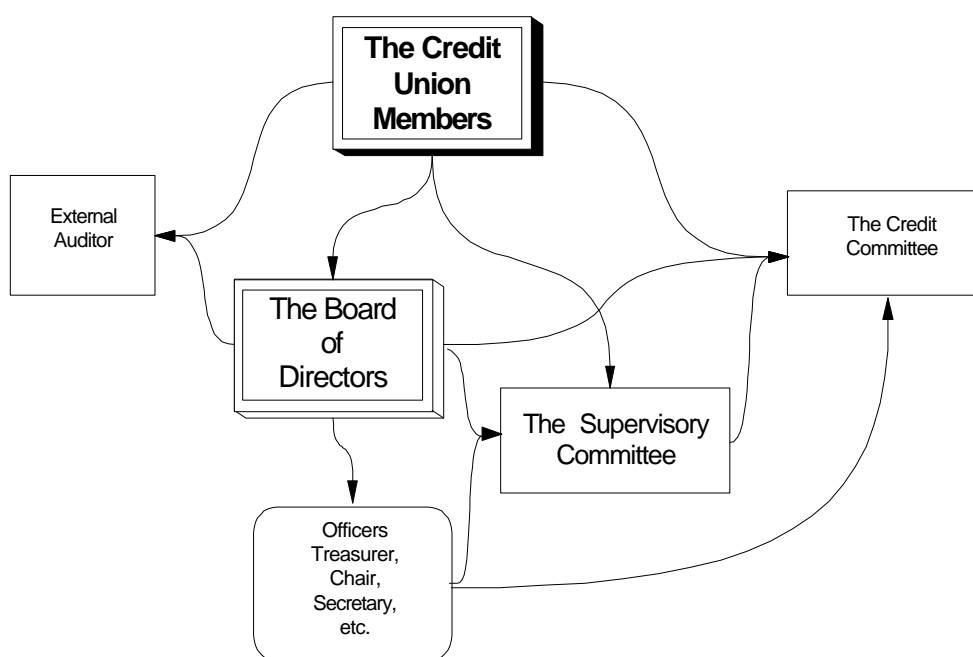 The Credit
Union
Members
External
Auditor
The Credit
Committee
The Board
of
Directors
The Supervisory
Committee
Officers
Treasurer,
Chair,
Secretary,
etc.